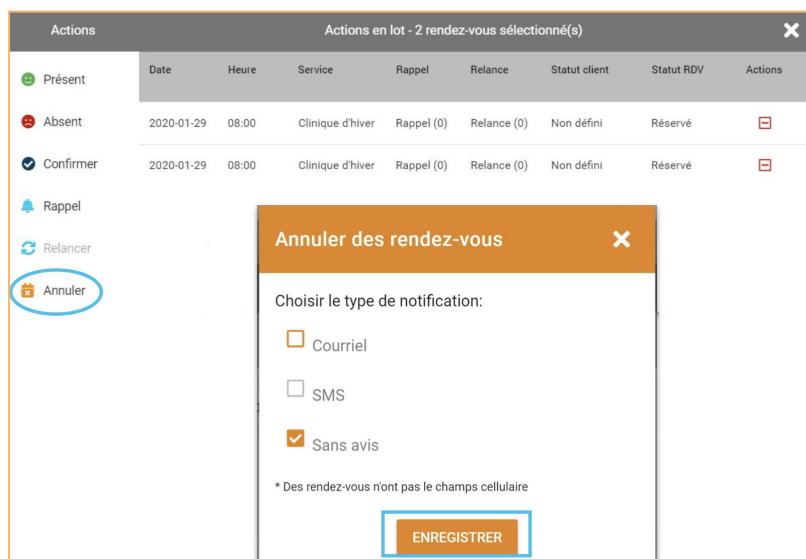 Actions
Actions en lot - 2 rendez-vous sélectionné(s)
Présent
Absent
Confirmer
Rappel
Relancer
Annuler
Date Heure Service Rappel Relance Statut client Statut RDV Actions
2020-01-29 08:00 Clinique d'hiver Rappel (0) Relance (0) Non défini Réservé
2020-01-29 08:00 Clinique d'hiver Rappel (0) Relance (0) Non défini Réservé
Annuler des rendez-vous
Choisir le type de notification:
Courriel
SMS
Sans avis
* Des rendez-vous n'ont pas le champs cellulaire
ENREGISTRER